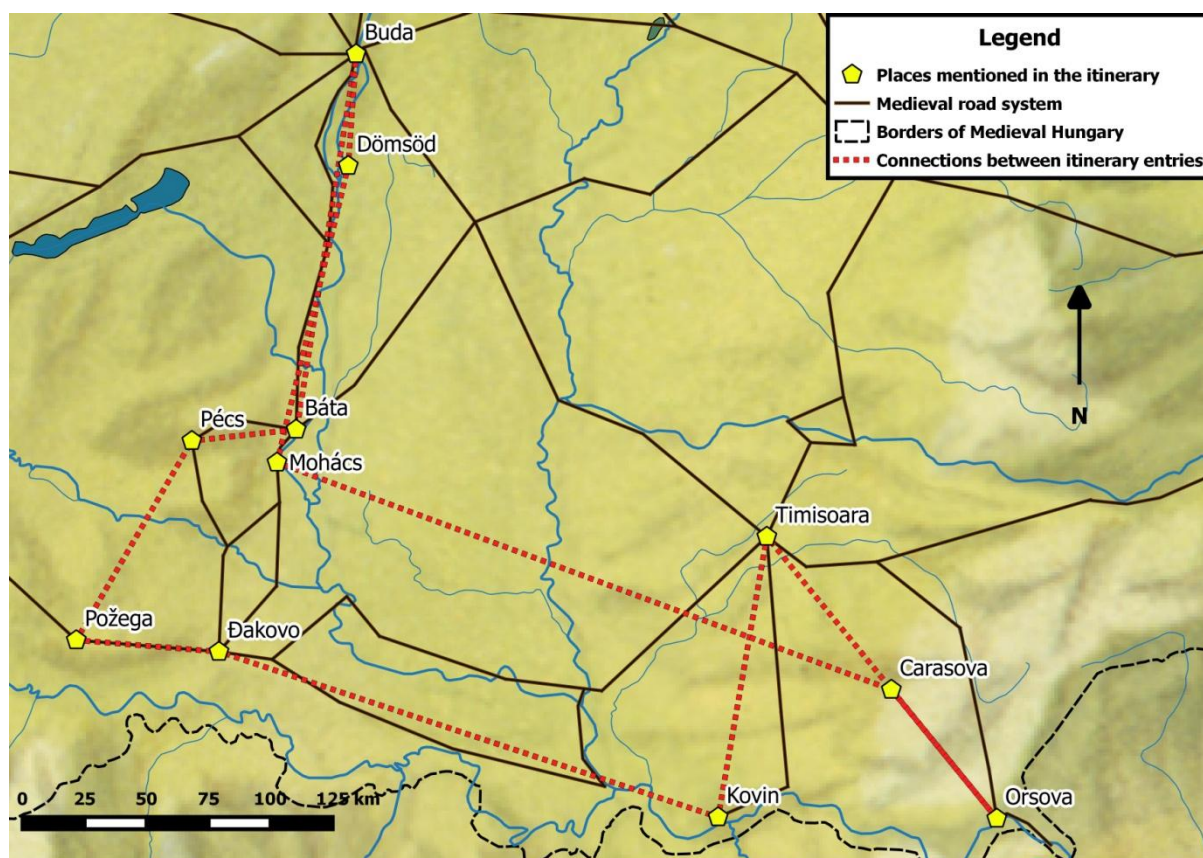 Buda
Legend
Places mentioned in the itinerary
Medieval road system
Borders of Medieval Hungary
Connections between itinerary entries
Dömsöd
N
Báta
Pécs
Mohács
Timisoara
Požega
Đakovo
Carasova
0 25 50 75 100 125 km
Kovin
Orsova